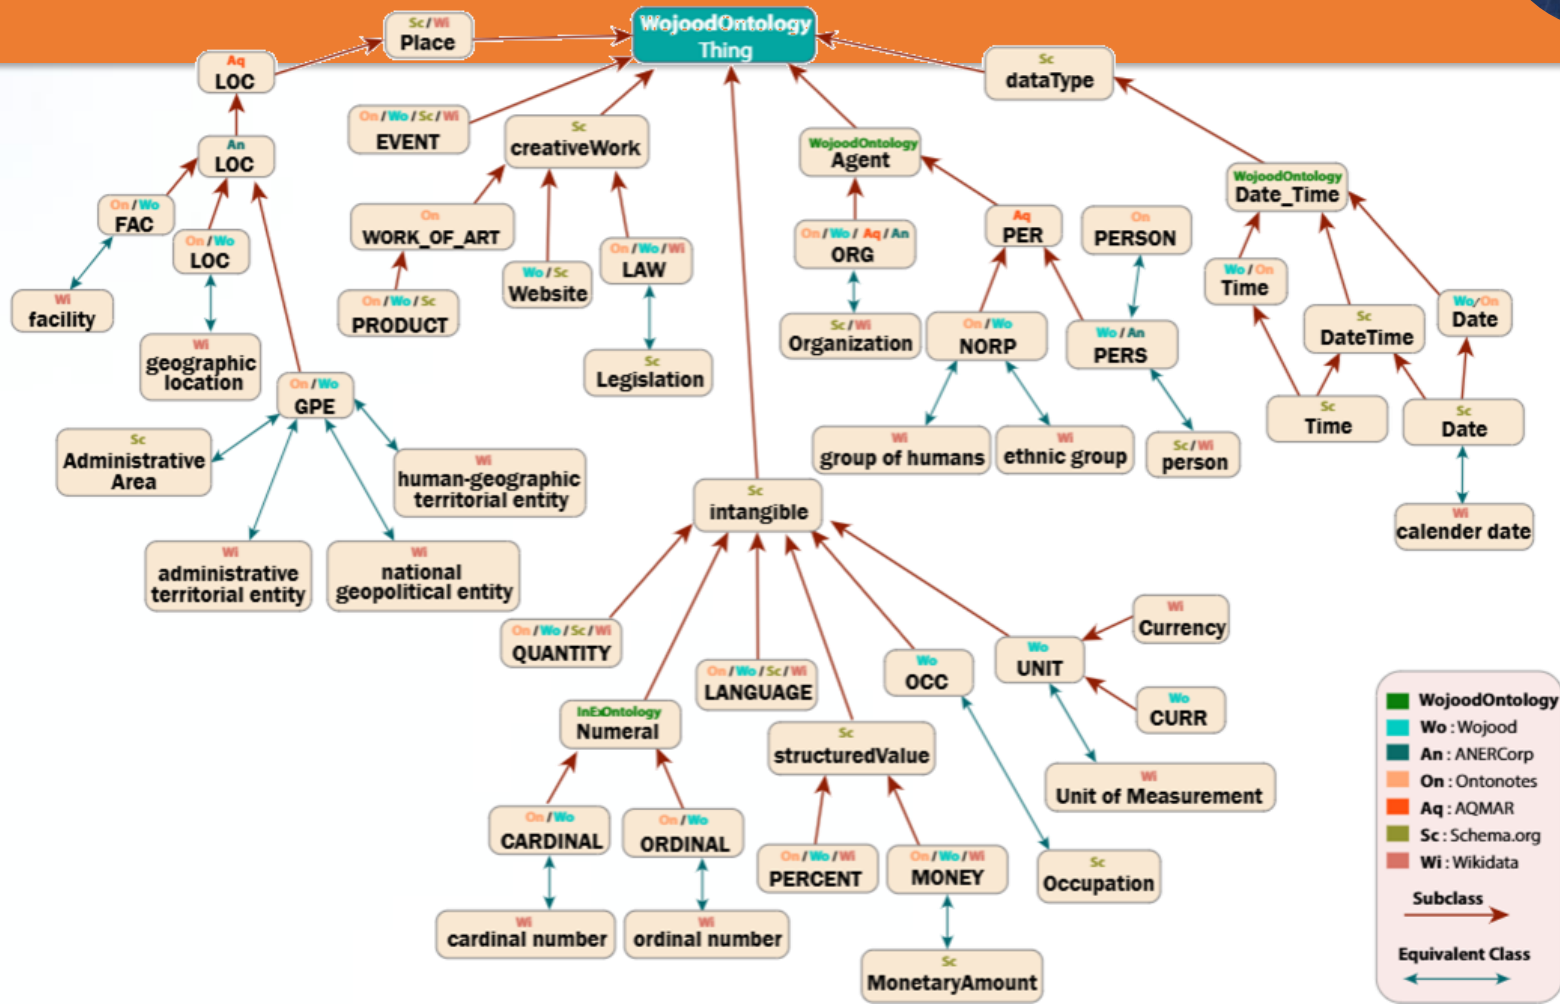 WojoodOntology
Thing
Sc / Wi
Place
Aq
LOC
Sc
dataType
On / Wo / Sc / Wi
EVENT
Sc
creativeWork
WojoodOntology
Agent
An
LOC
WojoodOntology
Date_Time
On / Wo
FAC
On / Wo
LOC
On
WORK_OF_ART
Wo / Sc
Website
On / Wo / Wi
LAW
On / Wo / Aq / An
ORG
Aq
PER
On
PERSON
Wo / On
Time
Sc
DateTime
Wo/On
Date
Wi
facility
Wi
geographic
location
On / Wo / Sc
PRODUCT
Sc
Legislation
Sc / Wi
Organization
On / Wo
NORP
Wo / An
PERS
On / Wo
GPE
Sc
Time
Sc
Date
Sc
Administrative
Area
Wi
human-geographic
territorial entity
Wi
group of humans
Wi
ethnic group
Sc / Wi
person
Wi
calender date
Wi
administrative
territorial entity
Wi
national
geopolitical entity
Sc
intangible
On / Wo / Sc / Wi
QUANTITY
On / Wo / Sc / Wi
LANGUAGE
Wo
OCC
Wo
UNIT
Wi
Currency
Wo
CURR
InExOntology
Numeral
Sc
structuredValue
Wi
Unit of Measurement
On / Wo
CARDINAL
On / Wo
ORDINAL
On / Wo / Wi
PERCENT
On / Wo / Wi
MONEY
Sc
Occupation
Wi
cardinal number
Wi
ordinal number
Sc
MonetaryAmount
WojoodOntology
Wo : Wojood
An : ANERCorp
On : Ontonotes
Aq : AQMAR
Sc : Schema.org
Wi : Wikidata
Subclass
Equivalent Class